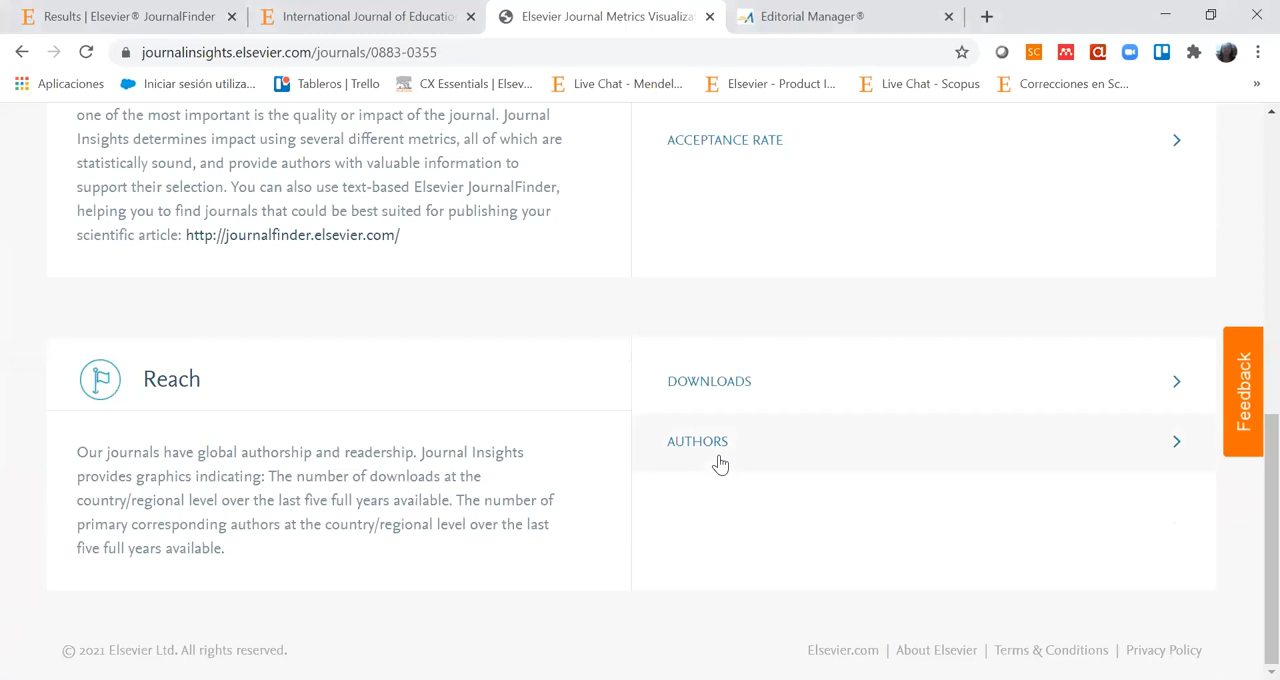 Results | Elsevier® JournalFinder
International Journal of Educatio
Elsevier Journal Metrics Visualiza
Editorial Manager®
journalinsights.elsevier.com/journals/0883-0355
Aplicaciones
Iniciar sesión utiliza...
Tableros | Trello
CX Essentials | Elsev...
Live Chat - Mendel...
Elsevier - Product I...
Live Chat - Scopus
Correcciones en Sc...
one of the most important is the quality or impact of the journal. Journal
Insights determines impact using several different metrics, all of which are
statistically sound, and provide authors with valuable information to
support their selection. You can also use text-based Elsevier JournalFinder,
helping you to find journals that could be best suited for publishing your
scientific article: http://journalfinder.elsevier.com/
ACCEPTANCE RATE
Reach
Our journals have global authorship and readership. Journal Insights
provides graphics indicating: The number of downloads at the
country/regional level over the last five full years available. The number of
primary corresponding authors at the country/regional level over the last
five full years available.
DOWNLOADS
AUTHORS
Feedback
© 2021 Elsevier Ltd. All rights reserved.
Elsevier.com | About Elsevier | Terms & Conditions | Privacy Policy